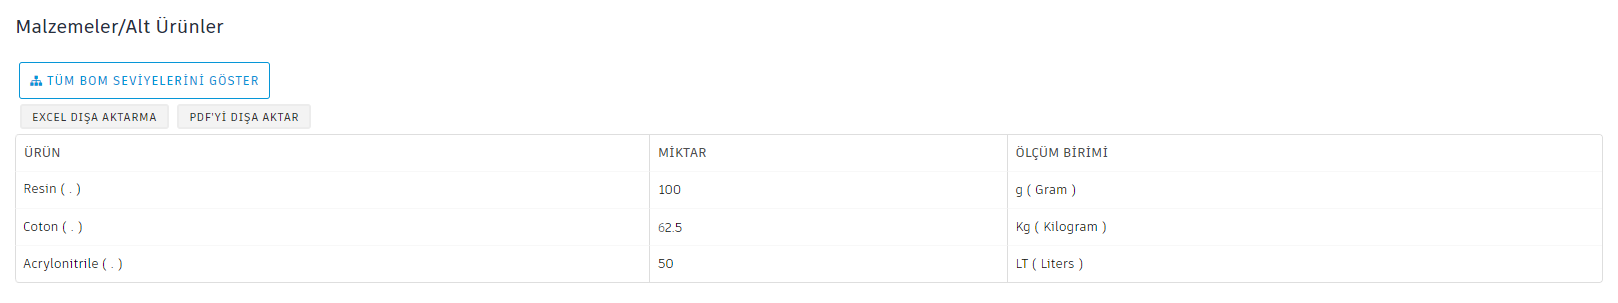 Malzemeler/Alt Ürünler
TÜM BOM SEVİYELERİNİ GÖSTER
EXCEL DIŞA AKTARMA PDF'Yİ DIŞA AKTAR
ÜRÜN MİKTAR ÖLÇÜM BİRİMİ
Resin ( . ) 100 g ( Gram )
Coton ( . ) 62.5 Kg ( Kilogram )
Acrylonitrile ( . ) 50 LT ( Liters )